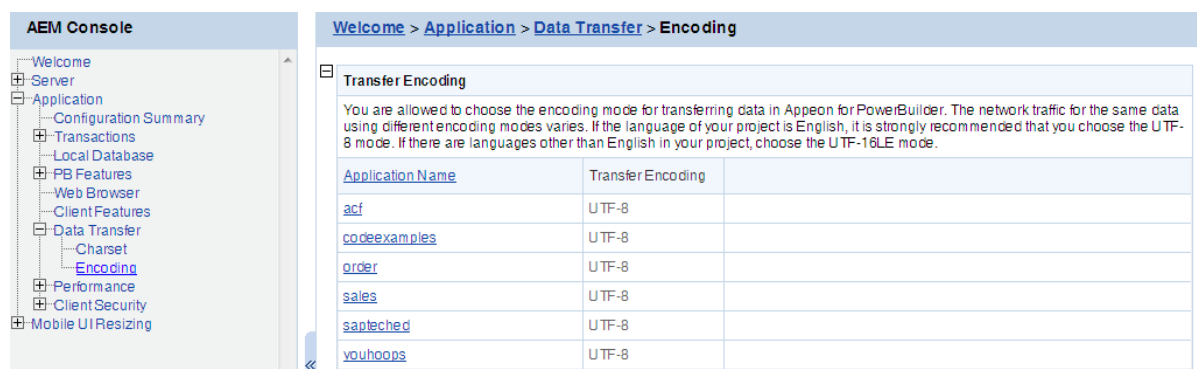 AEM Console
Welcome
Server
Application
Configuration Summary
Transactions
Local Database
PB Features
Web Browser
Client Features
Data Transfer
Charset
Encoding
Performance
Client Security
Mobile UI Resizing
Welcome > Application > Data Transfer > Encoding
Transfer Encoding
You are allowed to choose the encoding mode for transferring data in Appeon for PowerBuilder. The network traffic for the same data
using different encoding modes varies. If the language of your project is English, it is strongly recommended that you choose the UTF-
8 mode. If there are languages other than English in your project, choose the UTF-16LE mode.
Application Name Transfer Encoding
acf UTF-8
codeexamples UTF-8
order UTF-8
sales UTF-8
sapteched UTF-8
youhoops UTF-8